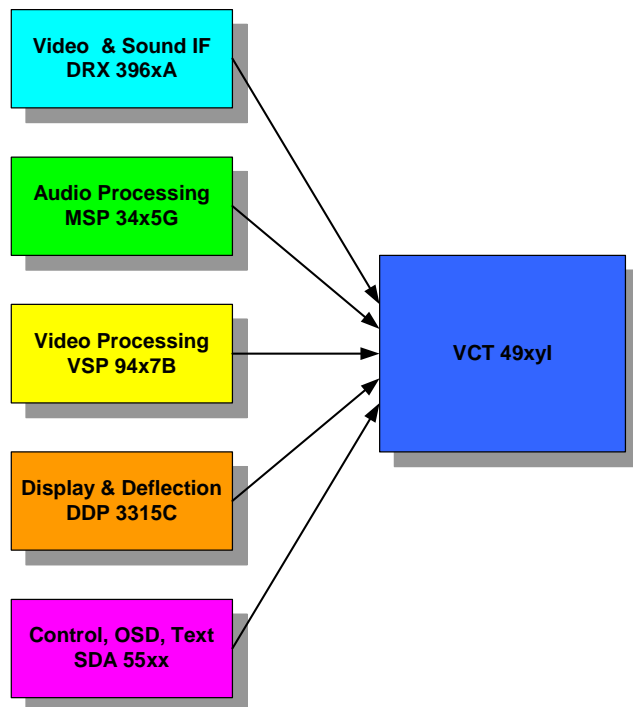 Video & Sound IF
DRX 396xA
Audio Processing
MSP 34x5G
Video Processing
VSP 94x7B
VCT 49xyI
Display & Deflection
DDP 3315C
Control, OSD, Text
SDA 55xx